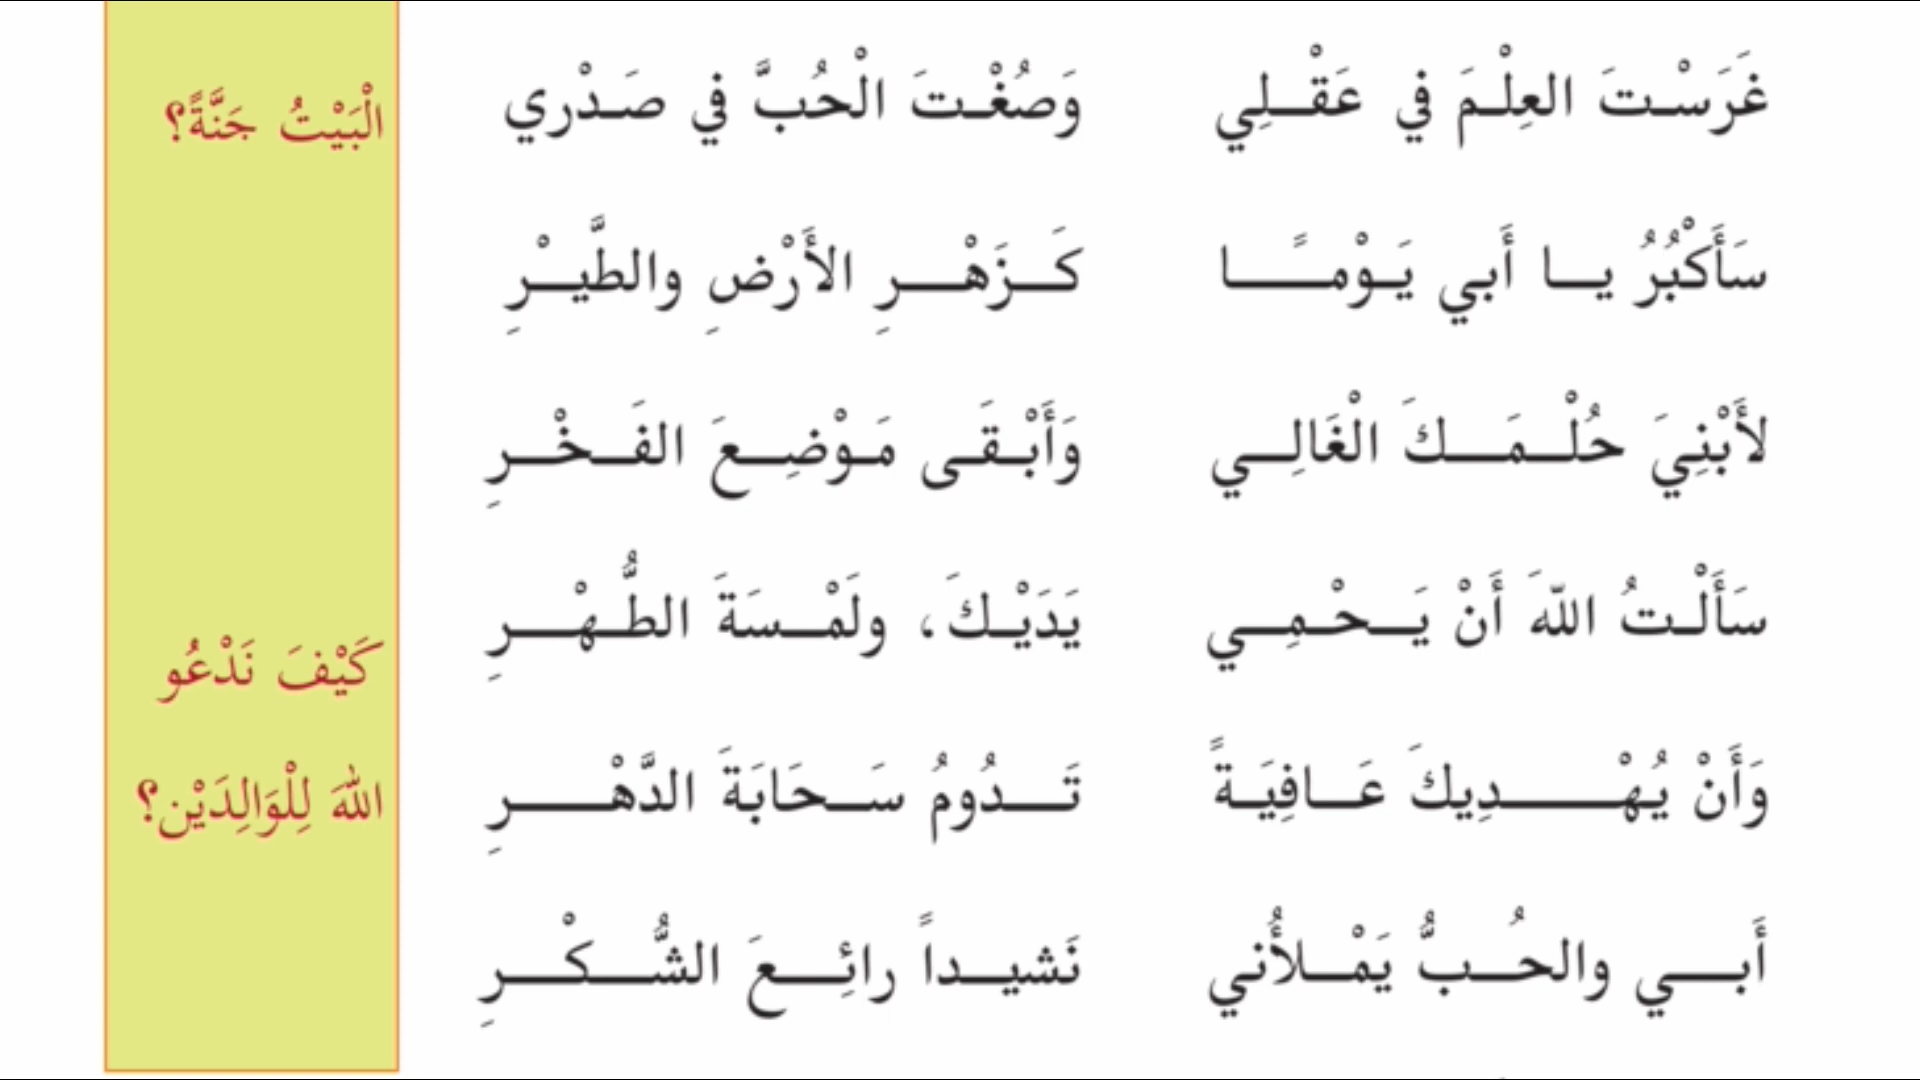 غَرَسْتَ العِلْمَ في عَقْلِي وَصُغْتَ الْحُبَّ في صَدْري
سَأَكْبُرُ يا أَبي يَوْمًا كَزَهْرِ الأَرْضِ والطَّيْرِ
لأَبْنِيَ حُلْمَكَ الْغَالِي وَأَبْقَى مَوْضِعَ الفَخْرِ
سَأَلْتُ اللّهَ أَنْ يَحْمِي يَدَيْكَ، ولَمْسَةَ الطُّهْرِ
وَأَنْ يُهْدِيكَ عَافِيَةً تَدُومُ سَحَابَةَ الدَّهْرِ
أَبي والحُبُّ يَمْلأُني نَشيداً رائِعَ الشُّكْرِ
الْبَيْتُ جَنَّةً؟
كَيْفَ نَدْعُو
اللهَ لِلْوَالِدَيْن؟